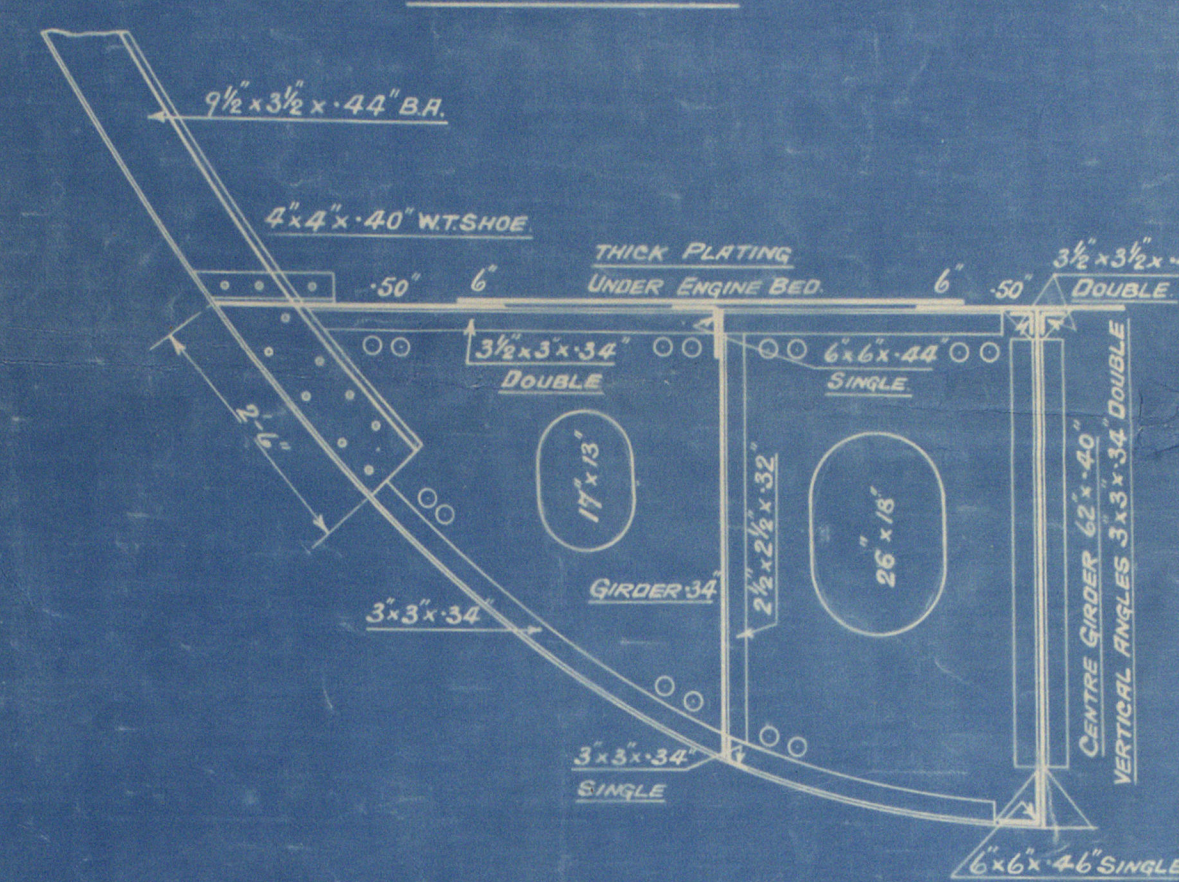 9½" x 3½" x .44" B.A.
4" x 4" x .40" W.T. SHOE.
THICK PLATING
UNDER ENGINE BED.
.50"
6"
6"
.50"
3½" x 3½" x
DOUBLE.
3½" x 3" x .34"
DOUBLE
6" x 6" x .44"
SINGLE.
2'-6"
17" x 13"
26" x 18"
2½" x 2½" x .32"
GIRDER .34"
3" x 3" x .34"
3" x 3" x .34"
SINGLE
CENTRE GIRDER 62" x .40"
VERTICAL ANGLES 3" x 3" x .34" DOUBLE
6" x 6" x .46" SINGLE